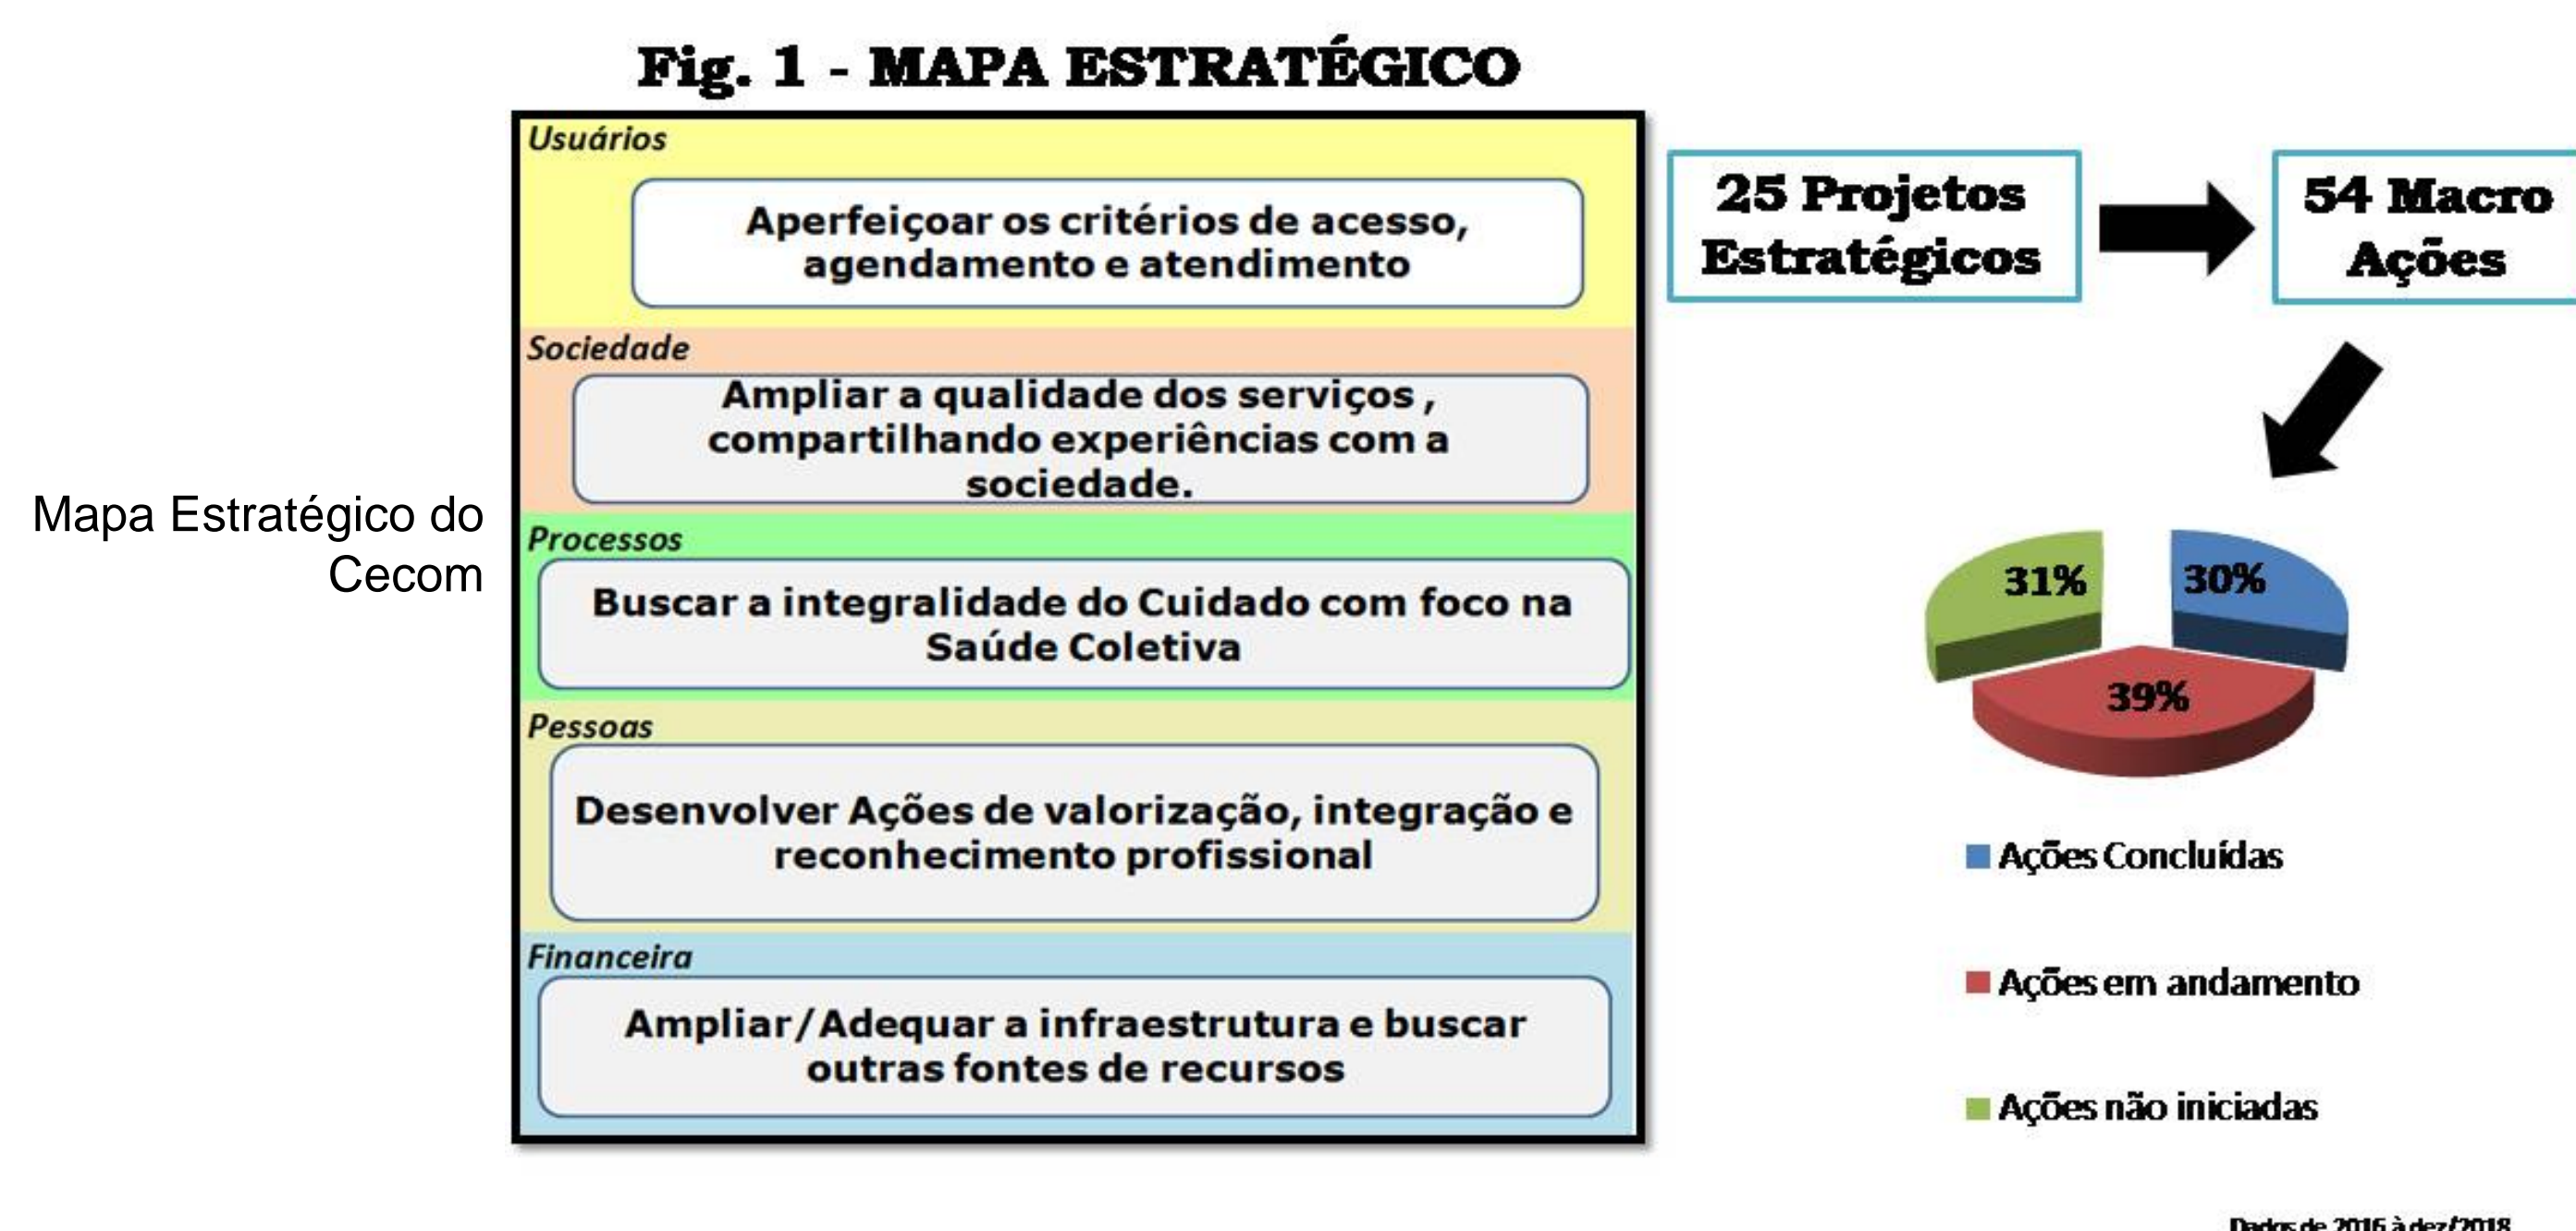 Fig. 1 - MAPA ESTRATÉGICO
Mapa Estratégico do
Cecom
Usuários
Aperfeiçoar os critérios de acesso,
agendamento e atendimento
Sociedade
Ampliar a qualidade dos serviços ,
compartilhando experiências com a
sociedade.
Processos
Buscar a integralidade do Cuidado com foco na
Saúde Coletiva
Pessoas
Desenvolver Ações de valorização, integração e
reconhecimento profissional
Financeira
Ampliar/Adequar a infraestrutura e buscar
outras fontes de recursos
25 Projetos
Estratégicos
54 Macro
Ações
31%
30%
39%
Ações Concluídas
Ações em andamento
Ações não iniciadas
Dados de 2016 à dez/2018